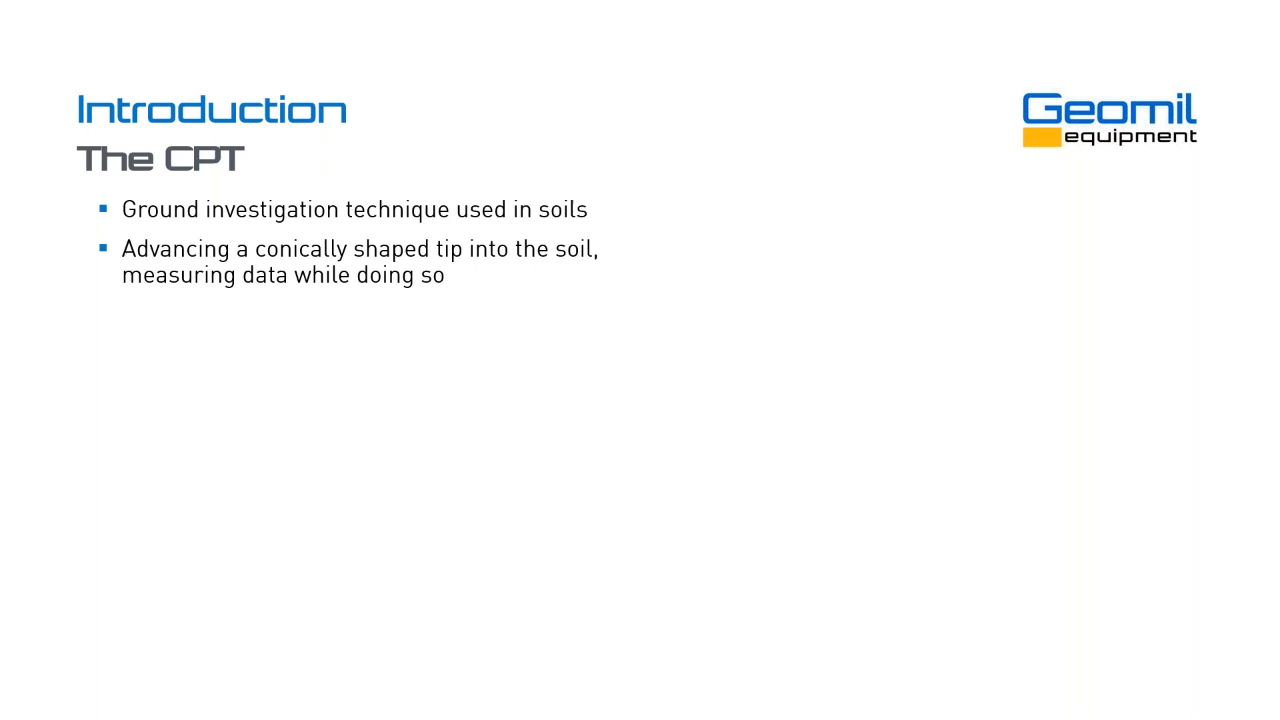 Introduction
The CPT
Geomil
equipment
Ground investigation technique used in soils
Advancing a conically shaped tip into the soil,
measuring data while doing so